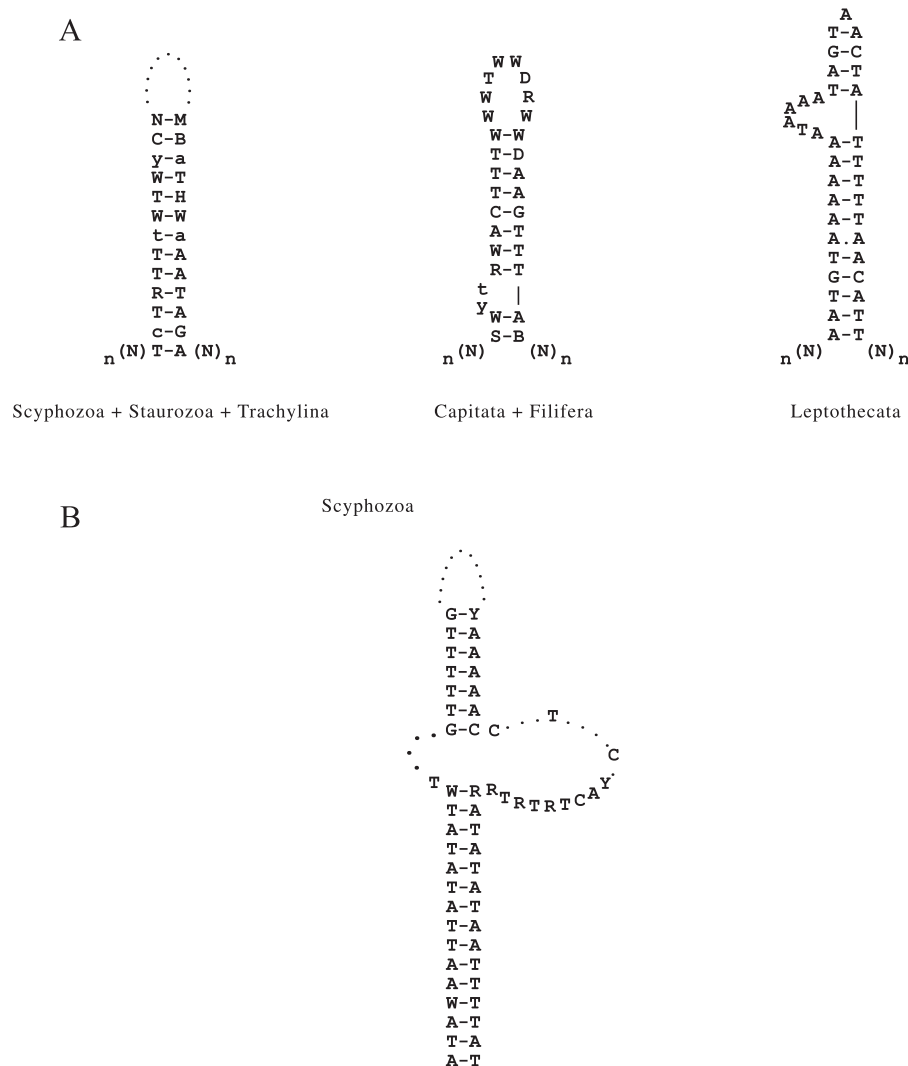 A
N-M
C-B
y-a
W-T
T-H
W-W
t-a
T-A
T-A
R-T
T-A
c-G
n(N)T-A(N)n
Scyphozoa + Staurozoa + Trachylina
W W
T D
W R
W W
W-W
T-D
T-A
T-A
C-G
A-T
W-T
R-T
t |
y W-A
S-B
n(N) (N)n
Capitata + Filifera
A
T-A
G-C
A-T
A A A T-A
A T A |
A-T
A-T
A-T
A-T
A-T
A.A
T-A
G-C
T-A
A-T
A-T
n(N) (N)n
Leptothecata
B
Scyphozoa
G-Y
T-A
T-A
T-A
T-A
T-A
G-C C T
C
T W-R R T R T R T C A Y
T-A
A-T
T-A
A-T
T-A
A-T
T-A
T-A
A-T
A-T
W-T
A-T
T-A
A-T